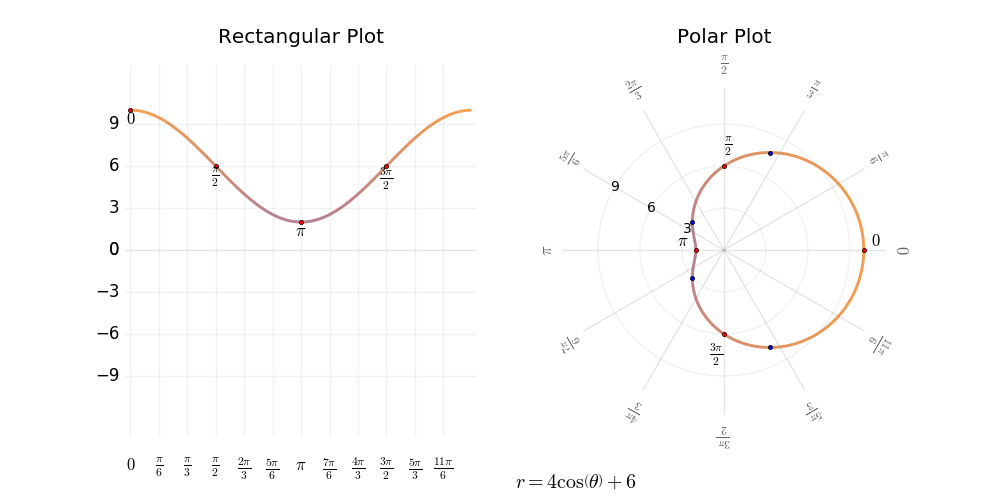 Rectangular Plot
9
6
3
0
−3
−6
−9
0
π/2
π
3π/2
0 π/6 π/3 π/2 2π/3 5π/6 π 7π/6 4π/3 3π/2 5π/3 11π/6
Polar Plot
π/2
2π/3 π/3
5π/6 π/6
π 0
7π/6 11π/6
4π/3 5π/3
3π/2
9
6
3
π/2
π
0
3π/2
r = 4cos(θ) + 6